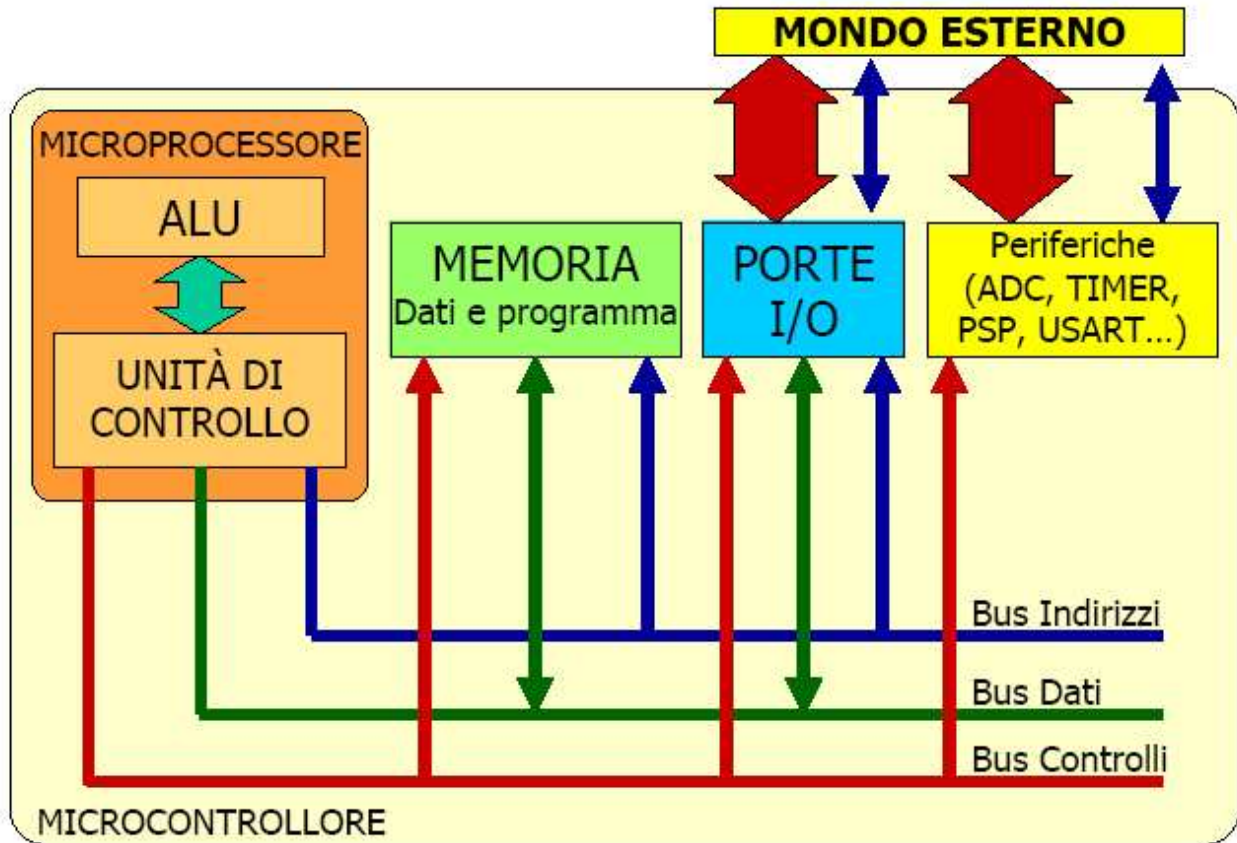 MONDO ESTERNO
MICROPROCESSORE
ALU
UNITÀ DI
CONTROLLO
MEMORIA
Dati e programma
PORTE
I/O
Periferiche
(ADC, TIMER,
PSP, USART...)
Bus Indirizzi
Bus Dati
Bus Controlli
MICROCONTROLLORE